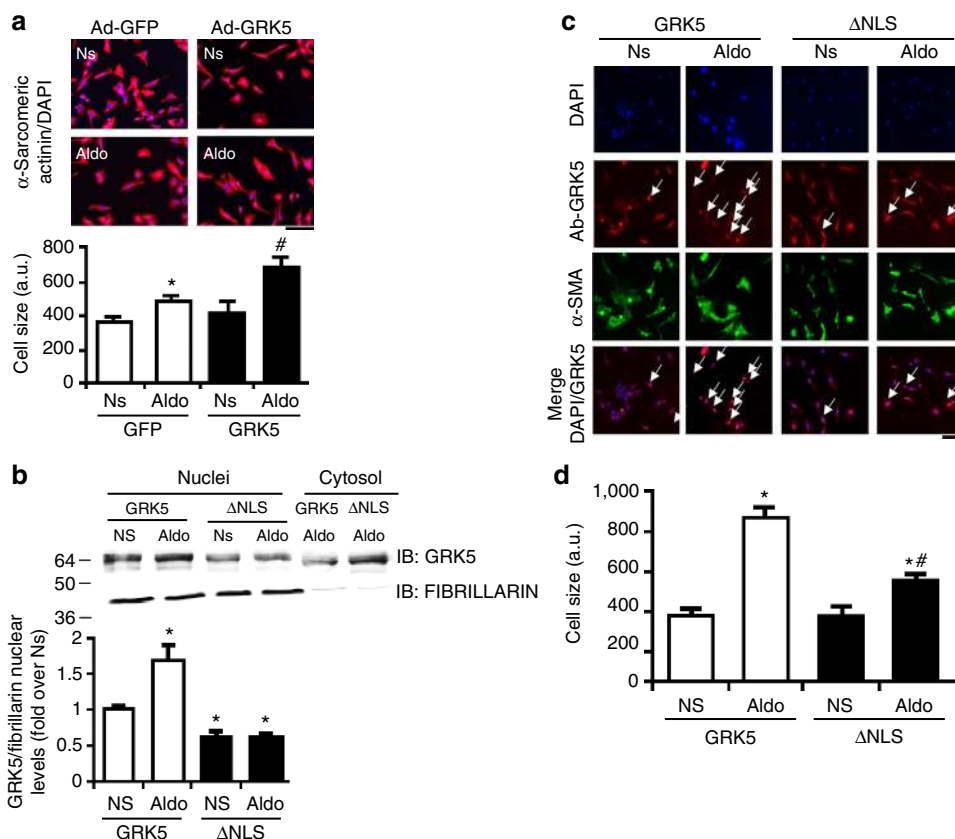 a
Ad-GFP Ad-GRK5
Ns
Aldo
α-Sarcomeric
actinin/DAPI
800
600
400
200
0
Cell size (a.u.)
*
#
Ns Aldo Ns Aldo
GFP GRK5
b
Nuclei Cytosol
GRK5 ΔNLS GRK5 ΔNLS
NS Aldo Ns Aldo Aldo Aldo
64
50
36
IB: GRK5
IB: FIBRILLARIN
2
1.5
1
0.5
0
GRK5/fibrillarin nuclear
levels (fold over Ns)
*
* *
NS Aldo NS Aldo
GRK5 ΔNLS
c
GRK5 ΔNLS
Ns Aldo Ns Aldo
DAPI
Ab-GRK5
α-SMA
Merge
DAPI/GRK5
d
1,000
800
600
400
200
0
Cell size (a.u.)
*
*#
NS Aldo NS Aldo
GRK5 ΔNLS